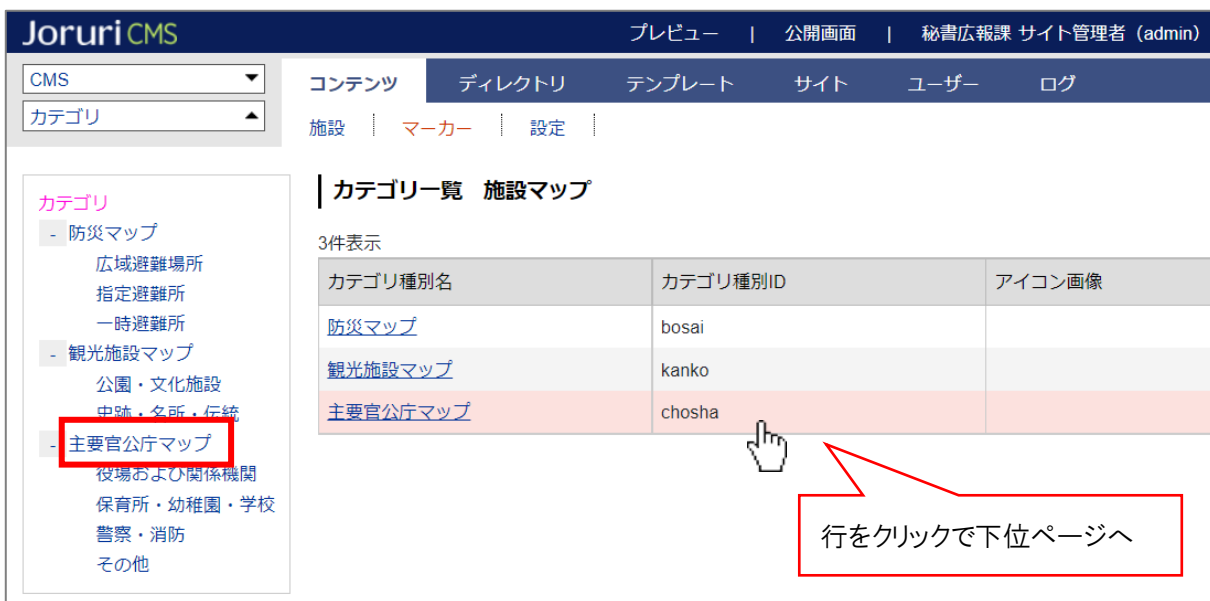 Joruri CMS
プレビュー | 公開画面 | 秘書広報課 サイト管理者（admin）
CMS
カテゴリ
コンテンツ ディレクトリ テンプレート サイト ユーザー ログ
施設 マーカー 設定
カテゴリ
- 防災マップ
広域避難場所
指定避難所
一時避難所
- 観光施設マップ
公園・文化施設
史跡・名所・伝統
- 主要官公庁マップ
役場および関係機関
保育所・幼稚園・学校
警察・消防
その他
カテゴリ一覧 施設マップ
3件表示
カテゴリ種別名 カテゴリ種別ID アイコン画像
防災マップ bosai
観光施設マップ kanko
主要官公庁マップ chosha
行をクリックで下位ページへ